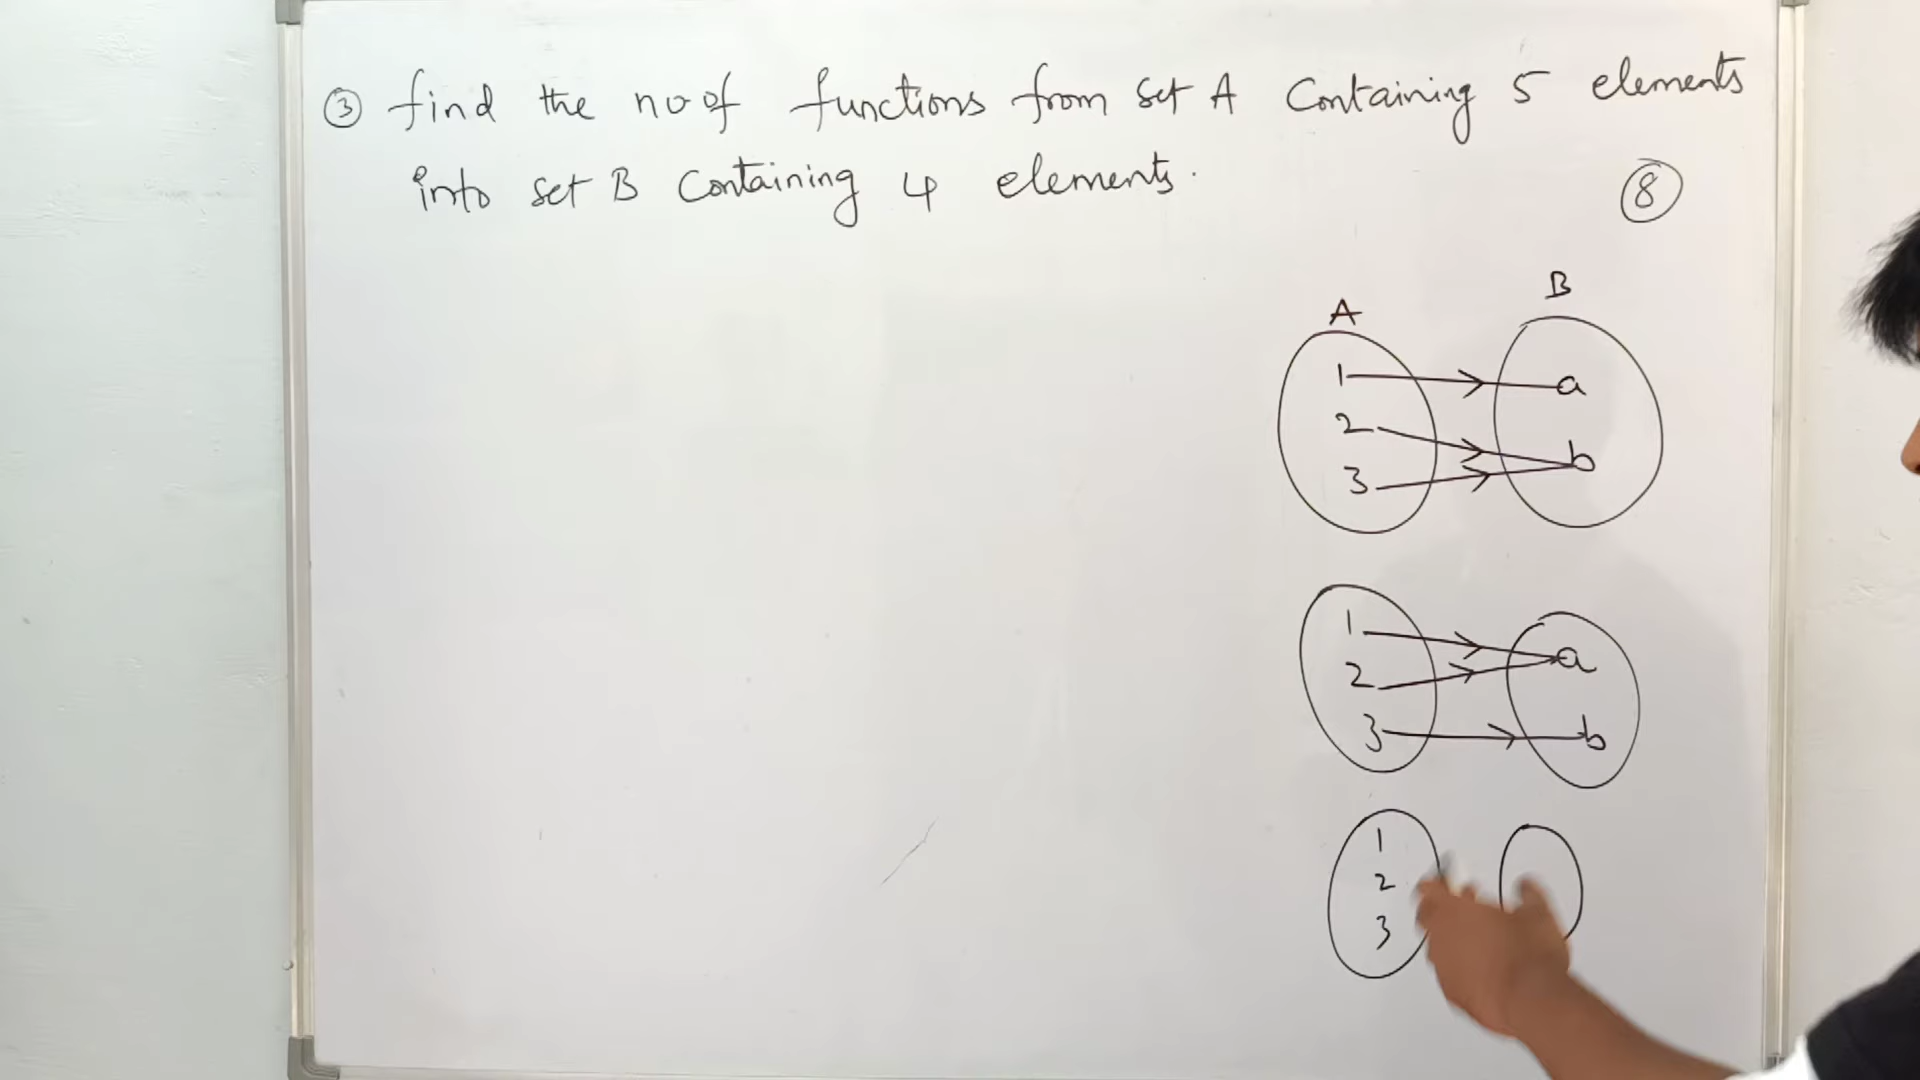 ③ find the no of functions from set A Containing 5 elements
into set B Containing 4 elements.
⑧
A B
1 a
2 b
3
1 a
2
3 b
1
2
3